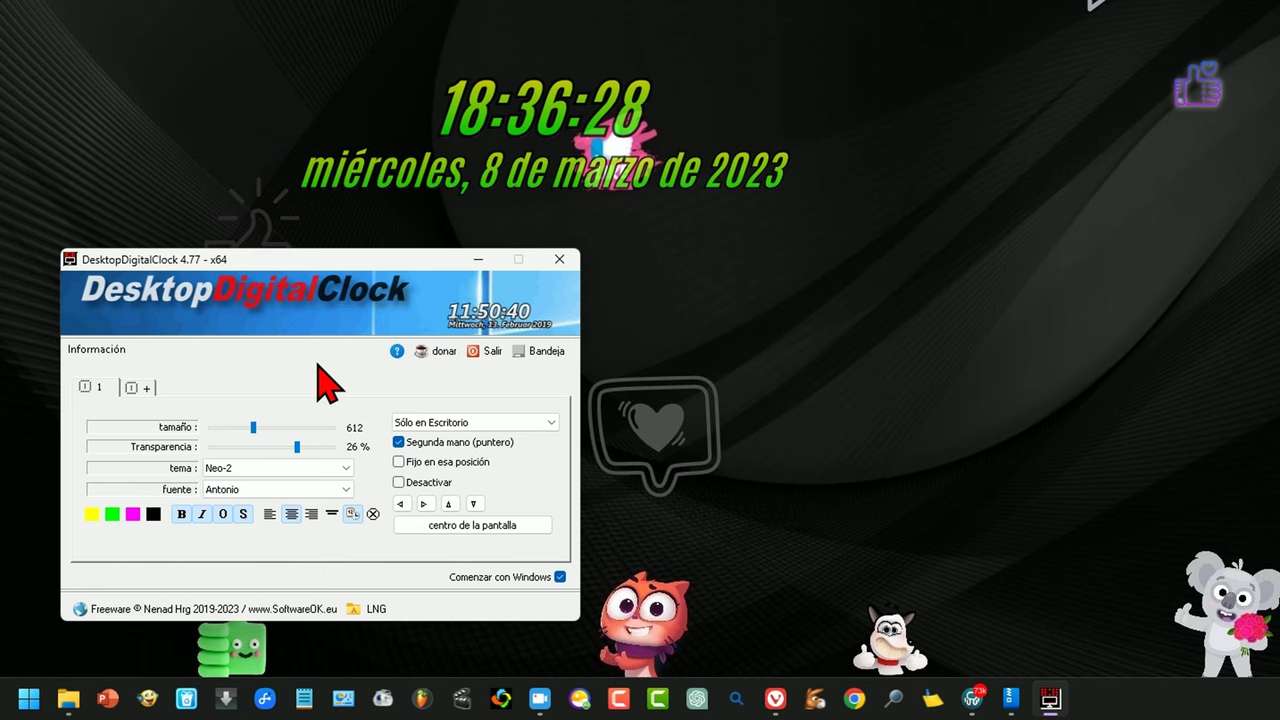 18:36:28
miércoles, 8 de marzo de 2023
DesktopDigitalClock 4.77 - x64
DesktopDigitalClock
11:50:40
Mittwoch, 13. Februar 2019
Información
? donar Salir Bandeja
1 +
tamaño : 612
Transparencia : 26 %
tema : Neo-2
fuente : Antonio
B I O S
Sólo en Escritorio
Segunda mano (puntero)
Fijo en esa posición
Desactivar
centro de la pantalla
Comenzar con Windows
Freeware © Nenad Hrg 2019-2023 / www.SoftwareOK.eu LNG
73k